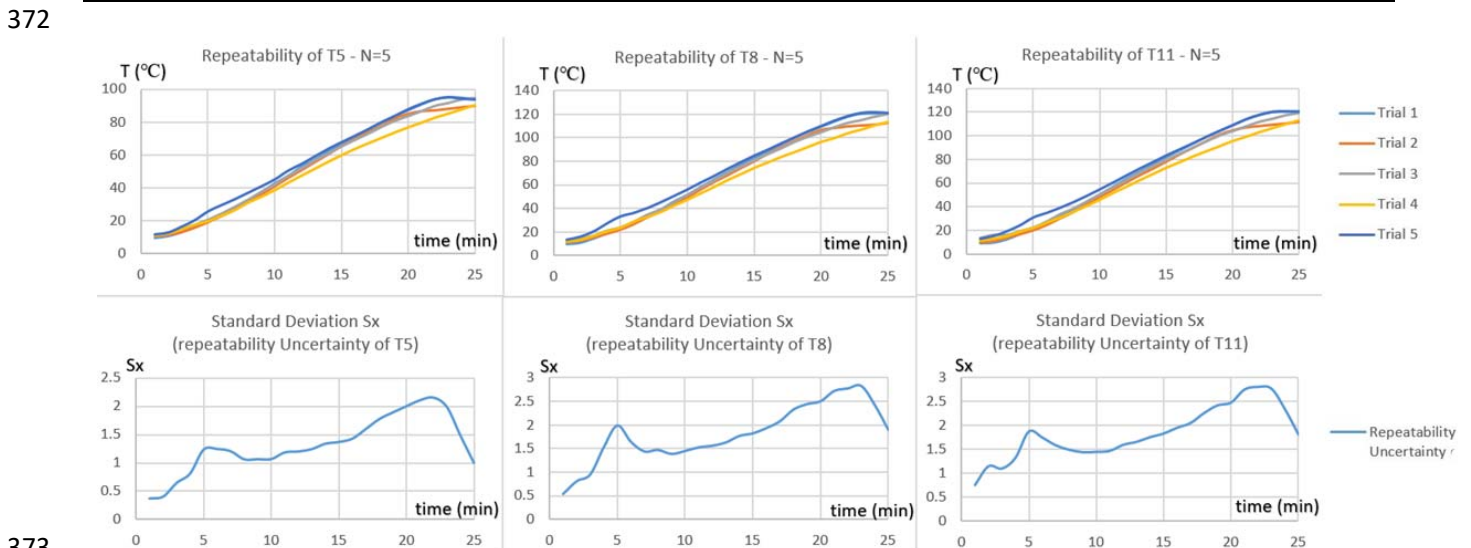 372
Repeatability of T5 - N=5
T (°C)
100
80
60
40
20
0
time (min)
0 5 10 15 20 25
Repeatability of T8 - N=5
T (°C)
140
120
100
80
60
40
20
0
time (min)
0 5 10 15 20 25
Repeatability of T11 - N=5
T (°C)
140
120
100
80
60
40
20
0
time (min)
0 5 10 15 20 25
Trial 1
Trial 2
Trial 3
Trial 4
Trial 5
Standard Deviation Sx
(repeatability Uncertainty of T5)
Sx
2.5
2
1.5
1
0.5
0
time (min)
0 5 10 15 20 25
Standard Deviation Sx
(repeatability Uncertainty of T8)
Sx
3
2.5
2
1.5
1
0.5
0
time (min)
0 5 10 15 20 25
Standard Deviation Sx
(repeatability Uncertainty of T11)
Sx
3
2.5
2
1.5
1
0.5
0
time (min)
0 5 10 15 20 25
Repeatability
Uncertainty
373